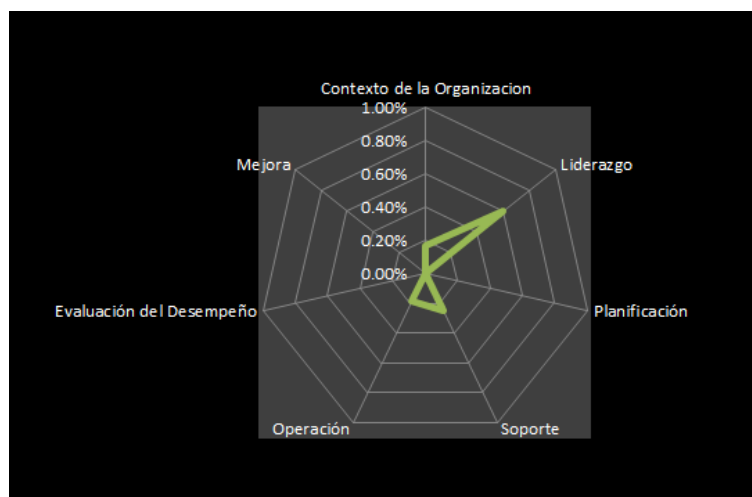 Contexto de la Organizacion
1.00%
Mejora
0.80%
Liderazgo
0.60%
0.40%
0.20%
0.00%
Evaluación del Desempeño
Planificación
Operación
Soporte